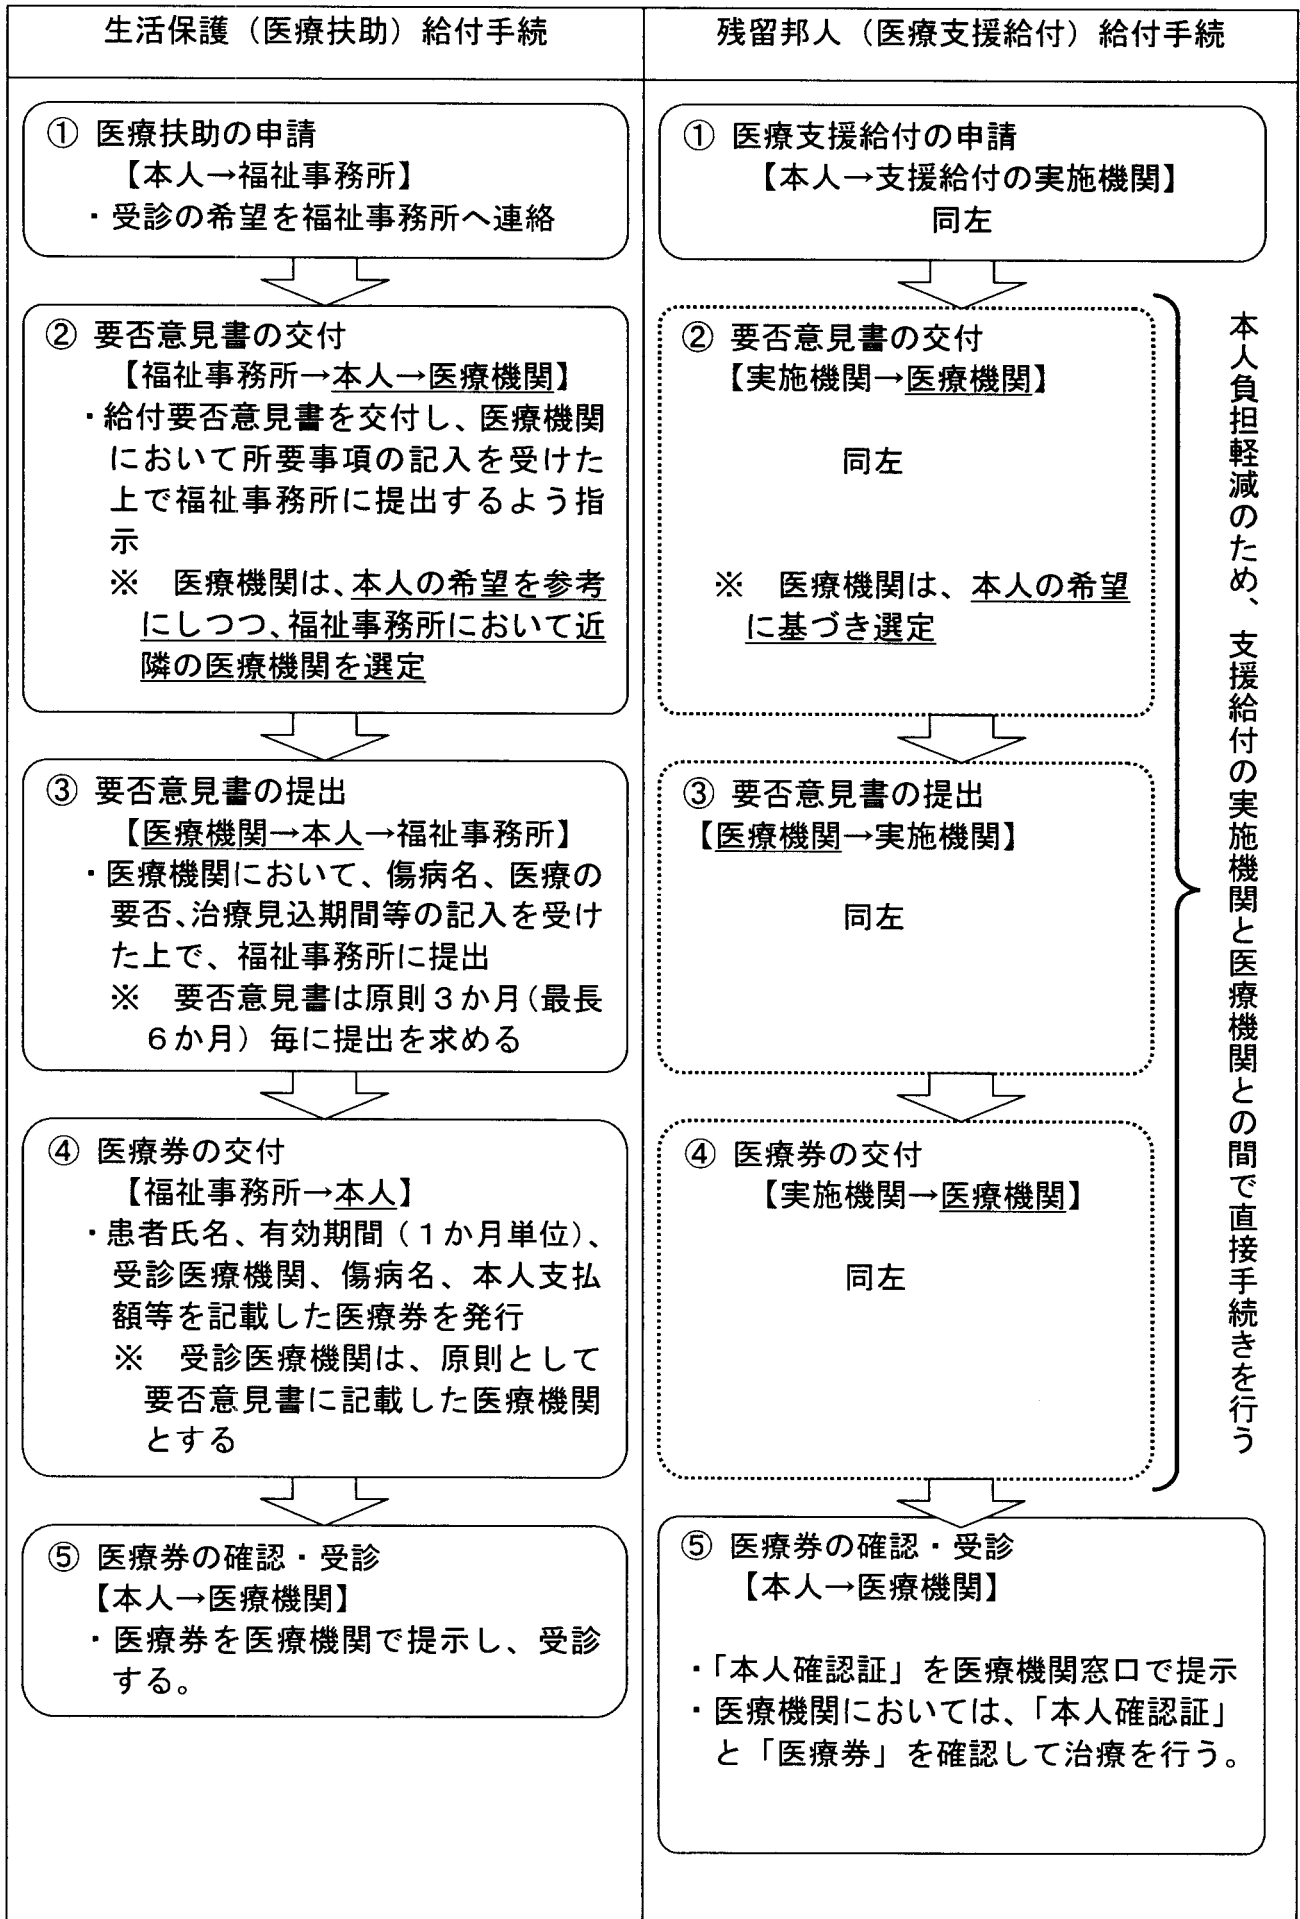 生活保護（医療扶助）給付手続
① 医療扶助の申請
【本人→福祉事務所】
・受診の希望を福祉事務所へ連絡
② 要否意見書の交付
【福祉事務所→本人→医療機関】
・給付要否意見書を交付し、医療機関
において所要事項の記入を受けた
上で福祉事務所に提出するよう指
示
※　医療機関は、本人の希望を参考
にしつつ、福祉事務所において近
隣の医療機関を選定
③ 要否意見書の提出
【医療機関→本人→福祉事務所】
・医療機関において、傷病名、医療の
要否、治療見込期間等の記入を受け
た上で、福祉事務所に提出
※　要否意見書は原則３か月（最長
６か月）毎に提出を求める
④ 医療券の交付
【福祉事務所→本人】
・患者氏名、有効期間（１か月単位）、
受診医療機関、傷病名、本人支払
額等を記載した医療券を発行
※　受診医療機関は、原則として
要否意見書に記載した医療機関
とする
⑤ 医療券の確認・受診
【本人→医療機関】
・医療券を医療機関で提示し、受診
する。
残留邦人（医療支援給付）給付手続
① 医療支援給付の申請
【本人→支援給付の実施機関】
同左
② 要否意見書の交付
【実施機関→医療機関】
同左
※　医療機関は、本人の希望
に基づき選定
③ 要否意見書の提出
【医療機関→実施機関】
同左
④ 医療券の交付
【実施機関→医療機関】
同左
本人負担軽減のため、支援給付の実施機関と医療機関との間で直接手続きを行う
⑤ 医療券の確認・受診
【本人→医療機関】
・「本人確認証」を医療機関窓口で提示
・医療機関においては、「本人確認証」
と「医療券」を確認して治療を行う。